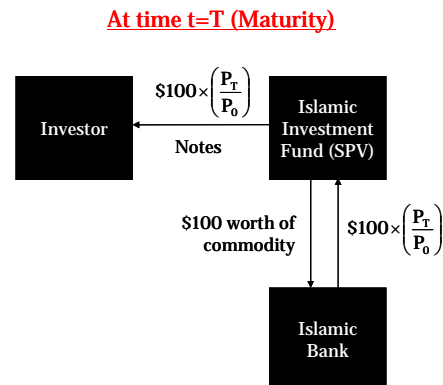 At time t=T (Maturity)
$100×(P_T/P_0)
Investor
Notes
Islamic
Investment
Fund (SPV)
$100 worth of
commodity
$100×(P_T/P_0)
Islamic
Bank